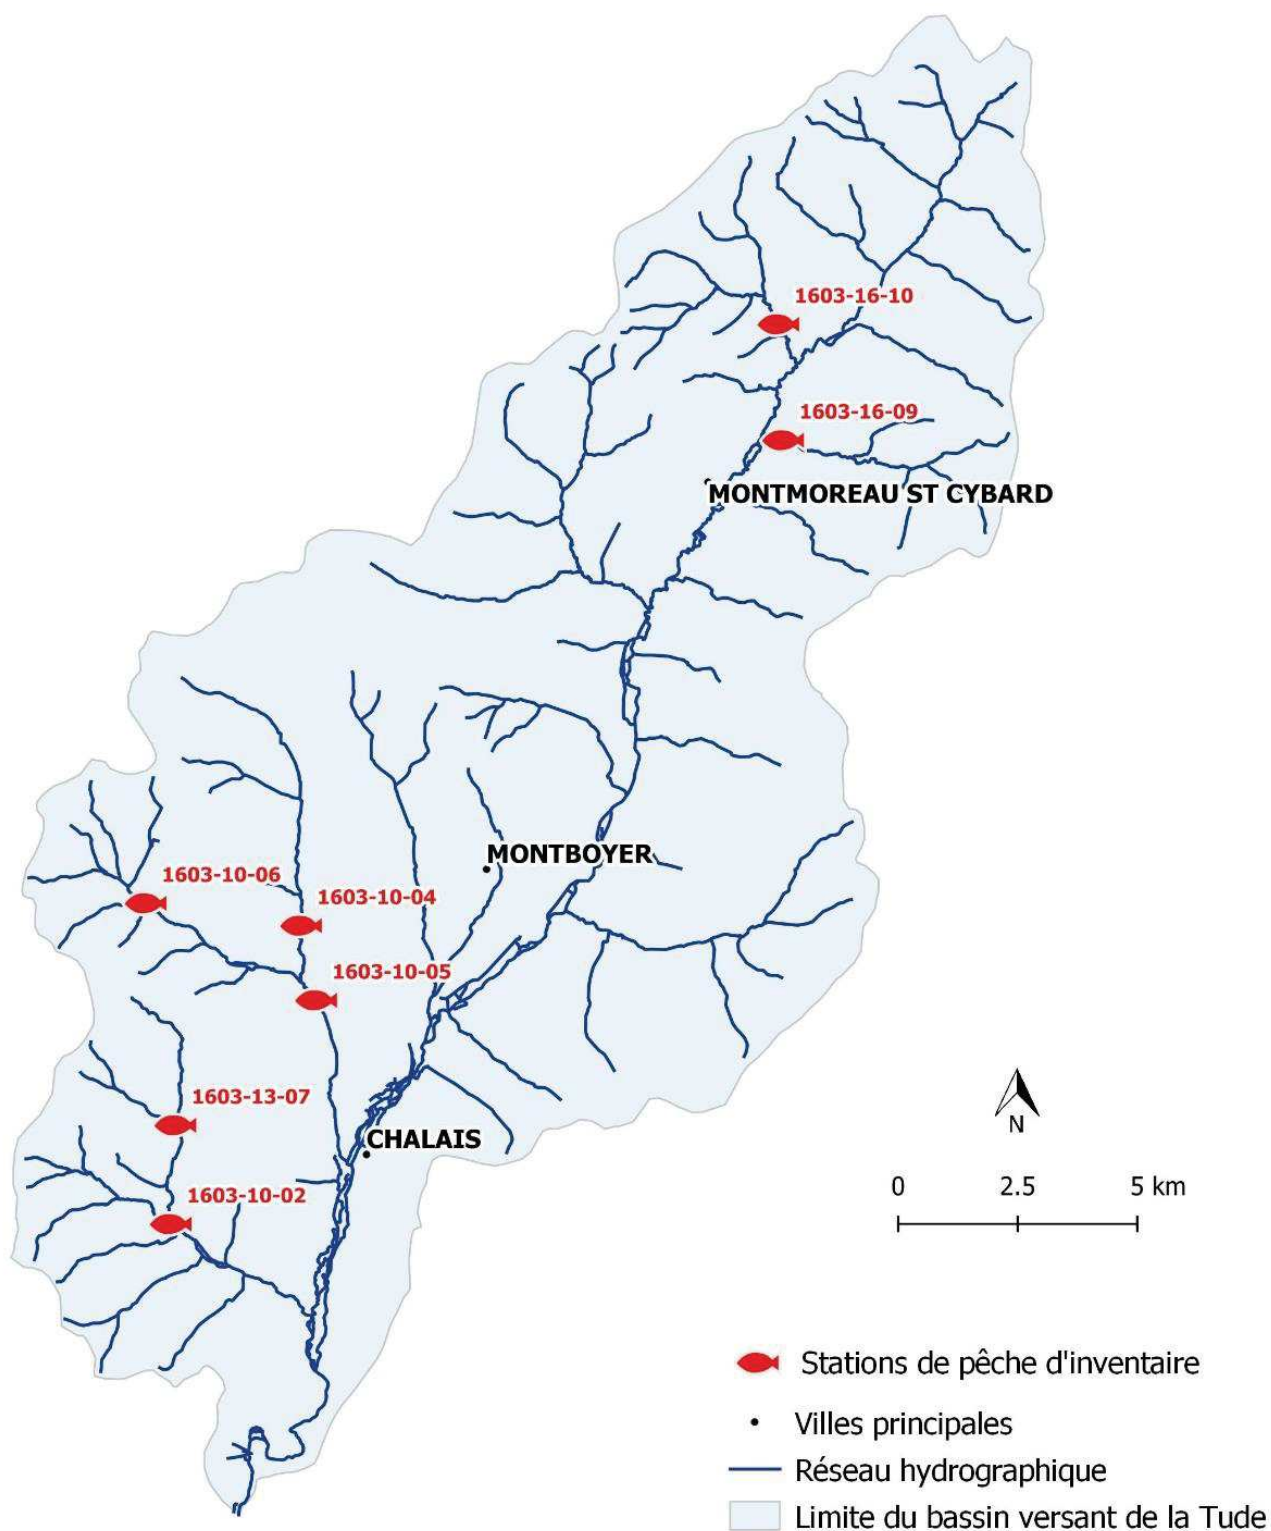 1603-16-10
1603-16-09
MONTMOREAU ST CYBARD
MONTBOYER
1603-10-06
1603-10-04
1603-10-05
1603-13-07
CHALAIS
1603-10-02
N
0 2.5 5 km
Stations de pêche d'inventaire
Villes principales
Réseau hydrographique
Limite du bassin versant de la Tude